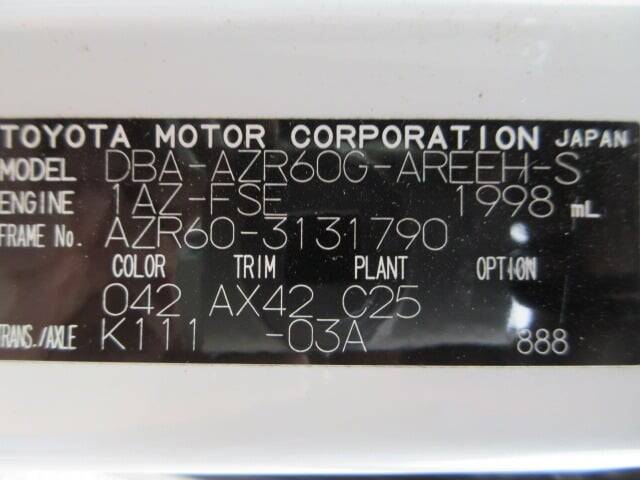 TOYOTA MOTOR CORPORATION JAPAN
MODEL DBA-AZR60G-AREEH-S
ENGINE 1AZ-FSE 1998 mL
FRAME No. AZR60-3131790
COLOR TRIM PLANT OPTION
042 AX42 C25
TRANS./AXLE K111 -03A 888